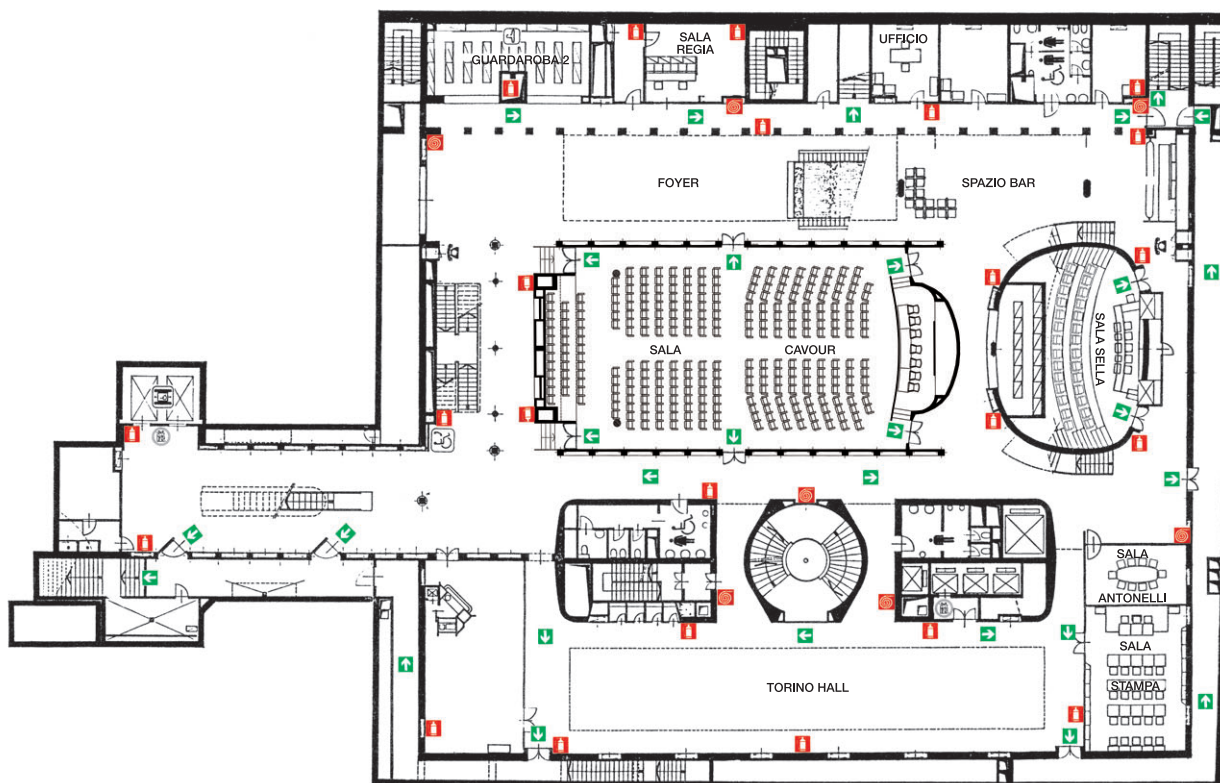 SALA
REGIA
UFFICIO
GUARDAROBA 2
FOYER
SPAZIO BAR
SALA
CAVOUR
SALA SELLA
SALA
ANTONELLI
SALA
STAMPA
TORINO HALL